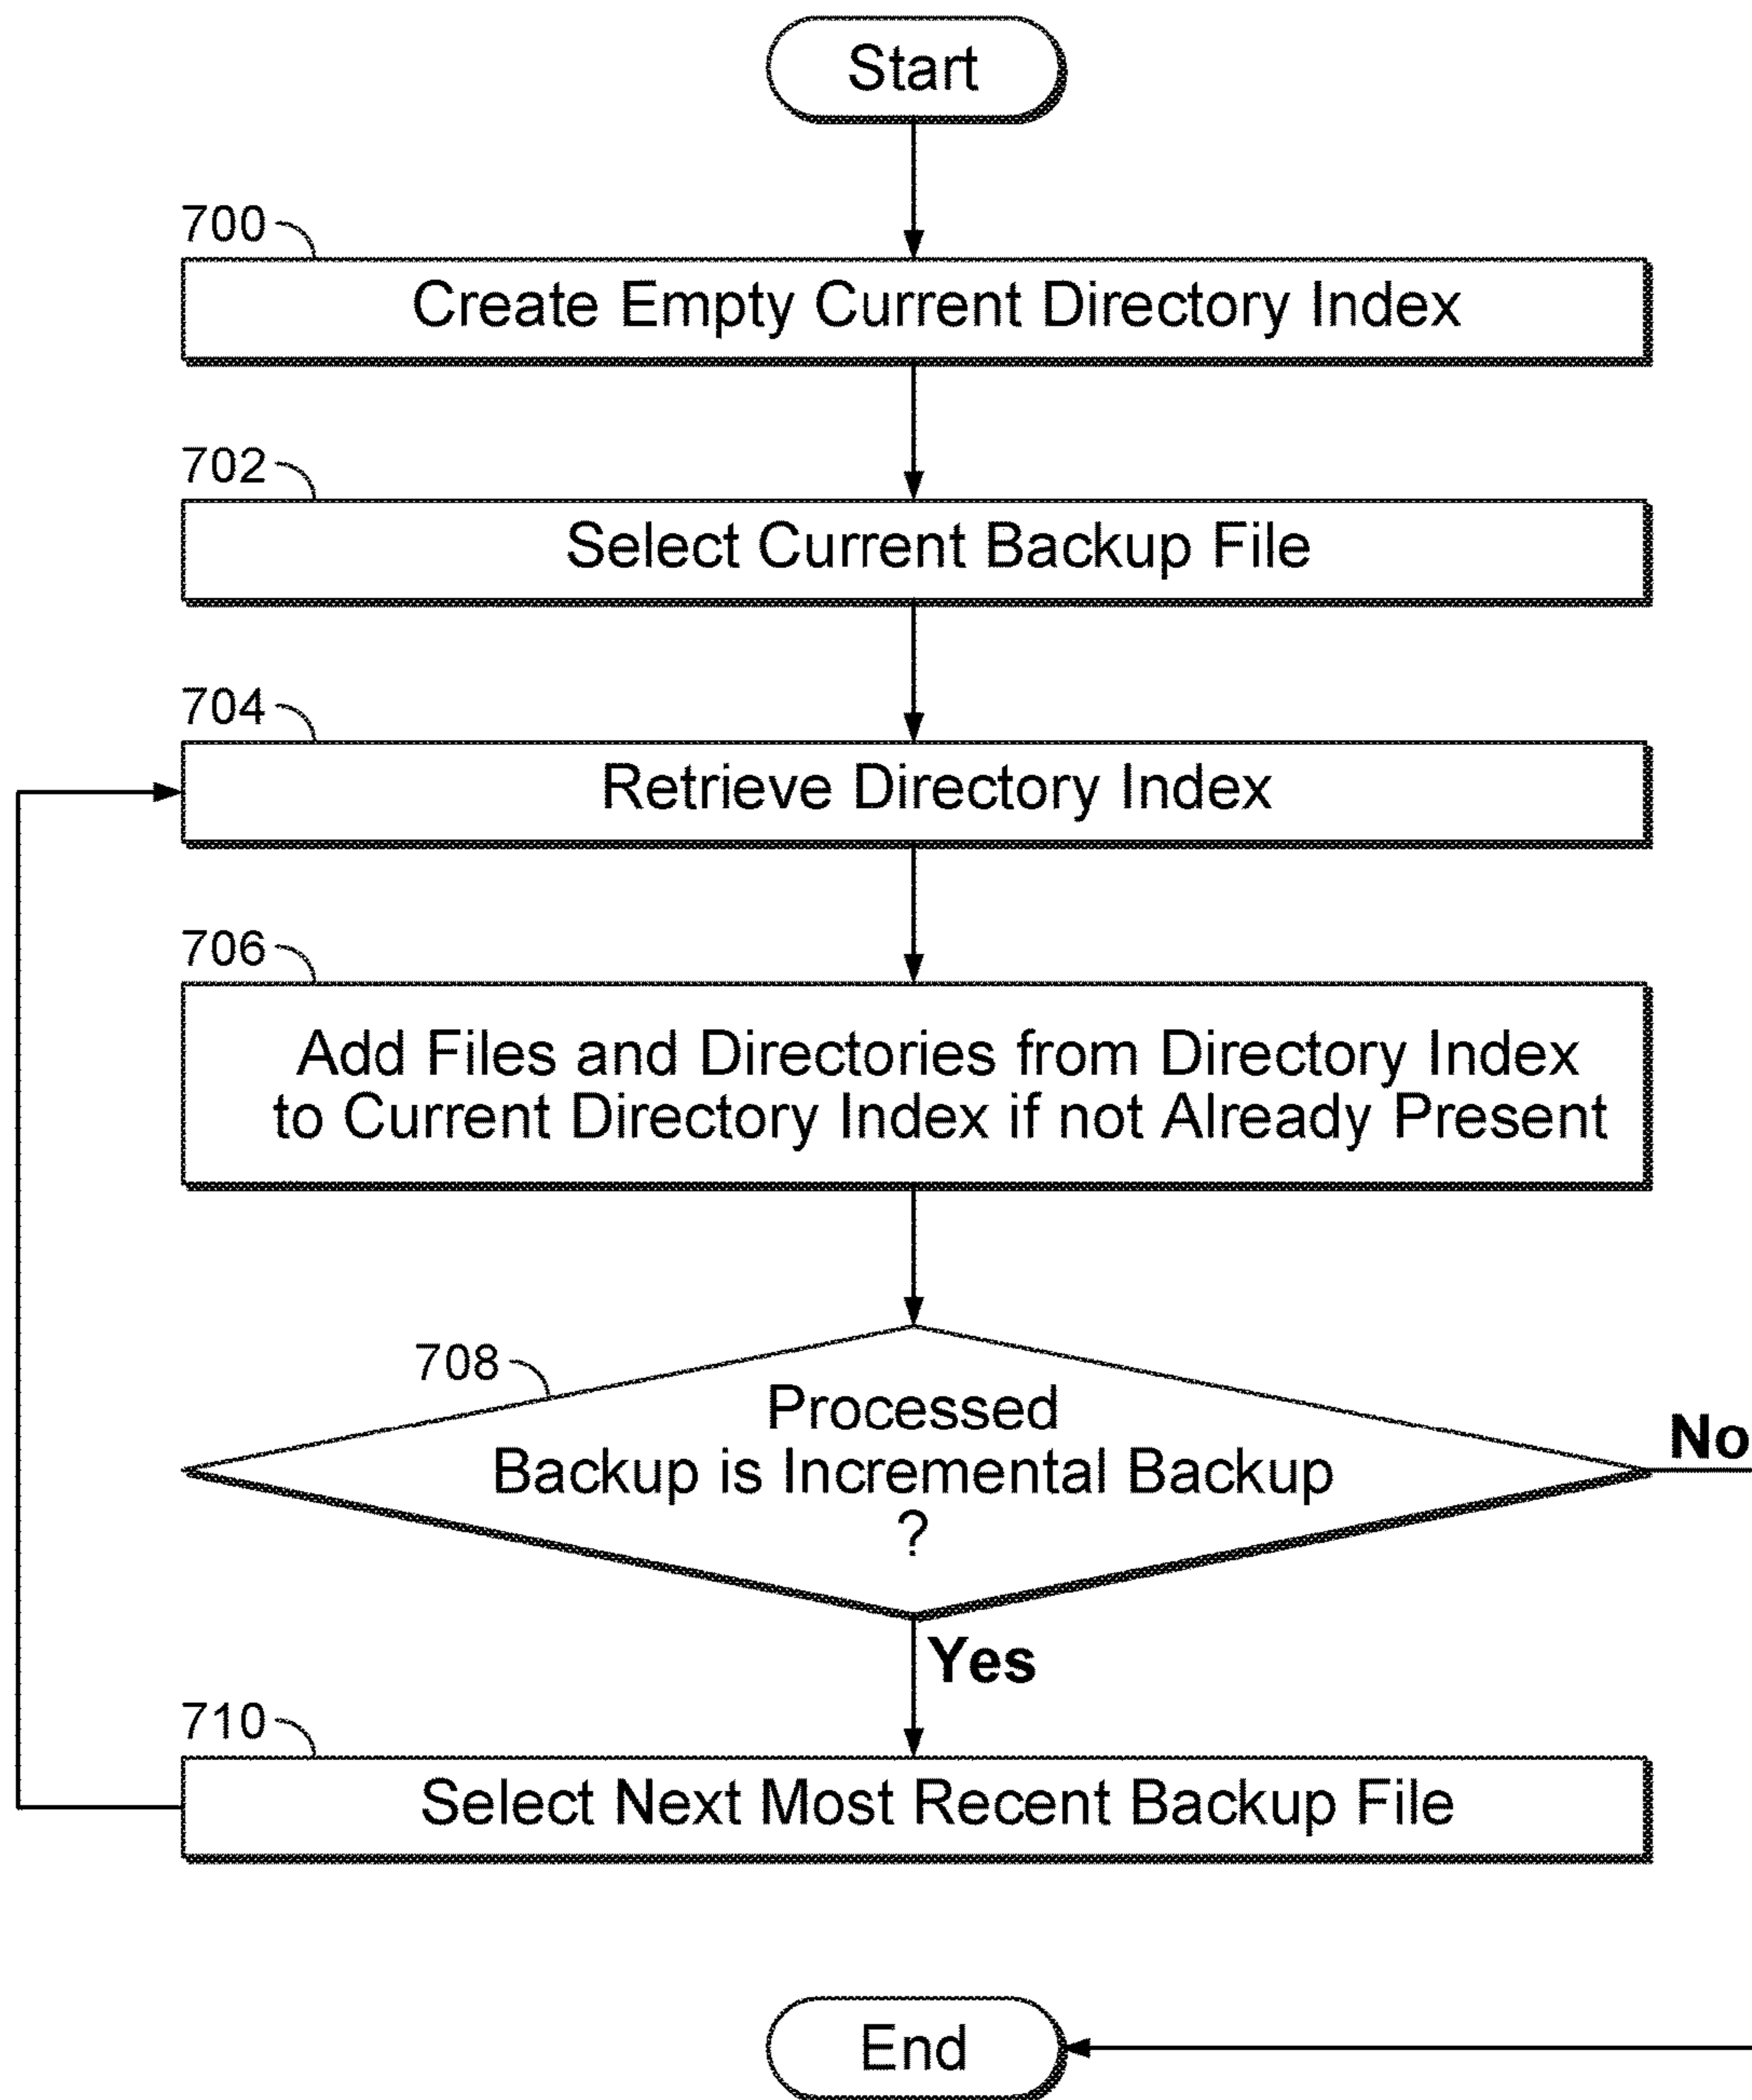 Start
700
Create Empty Current Directory Index
702
Select Current Backup File
704
Retrieve Directory Index
706
Add Files and Directories from Directory Index
to Current Directory Index if not Already Present
708
Processed
Backup is Incremental Backup
?
No
Yes
710
Select Next Most Recent Backup File
End